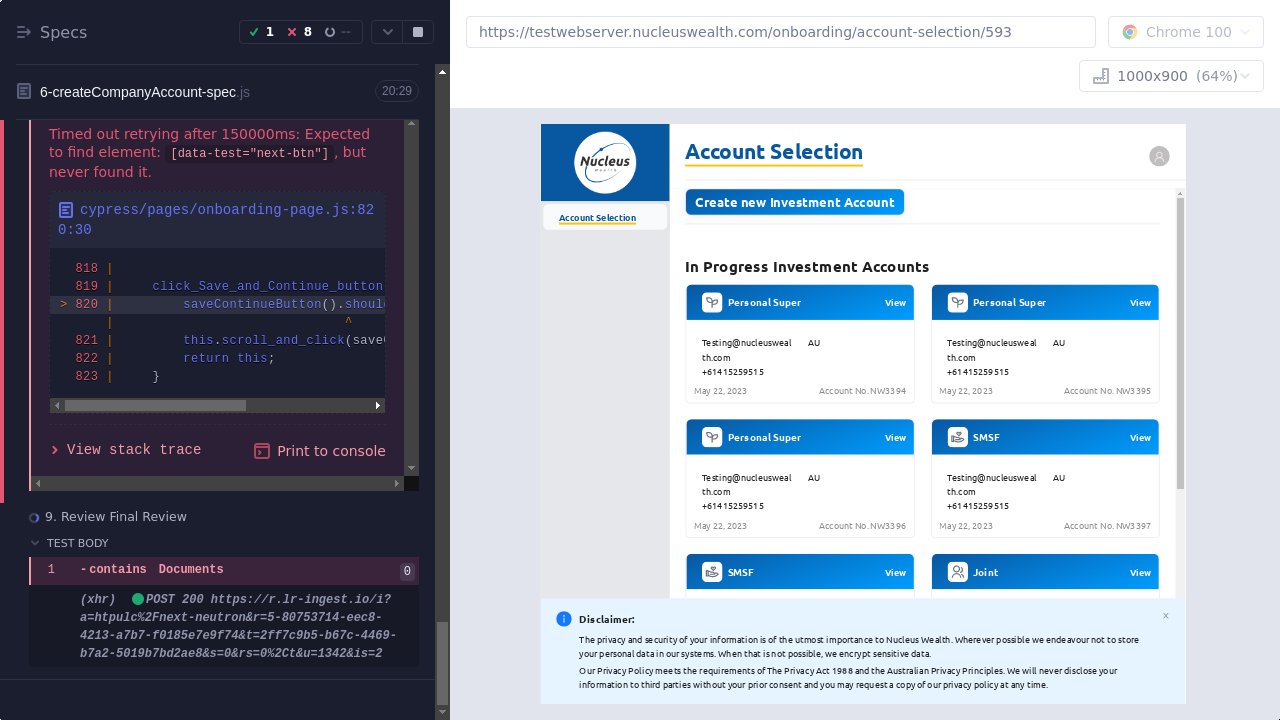 Specs
1
8
--
6-createCompanyAccount-spec.js
20:29
Timed out retrying after 150000ms: Expected
to find element: [data-test="next-btn"], but
never found it.
cypress/pages/onboarding-page.js:82
0:30
818 |
819 | click_Save_and_Continue_button
> 820 | saveContinueButton().shoul
| ^
821 | this.scroll_and_click(save
822 | return this;
823 | }
View stack trace
Print to console
9. Review Final Review
TEST BODY
1 -contains Documents 0
(xhr) POST 200 https://r.lr-ingest.io/i?
a=htpulc%2Fnext-neutron&r=5-80753714-eec8-
4213-a7b7-f0185e7e9f74&t=2ff7c9b5-b67c-4469-
b7a2-5019b7bd2ae8&s=0&rs=0%2Ct&u=1342&is=2
https://testwebserver.nucleuswealth.com/onboarding/account-selection/593
Chrome 100
1000x900 (64%)
Nucleus
Wealth
Account Selection
Account Selection
Create new Investment Account
In Progress Investment Accounts
Personal Super View
Testing@nucleusweal AU
th.com
+61415259515
May 22, 2023 Account No. NW3394
Personal Super View
Testing@nucleusweal AU
th.com
+61415259515
May 22, 2023 Account No. NW3395
Personal Super View
Testing@nucleusweal AU
th.com
+61415259515
May 22, 2023 Account No. NW3396
SMSF View
Testing@nucleusweal AU
th.com
+61415259515
May 22, 2023 Account No. NW3397
SMSF View
Joint View
Disclaimer:
The privacy and security of your information is of the utmost importance to Nucleus Wealth. Wherever possible we endeavour not to store
your personal data in our systems. When that is not possible, we encrypt sensitive data.
Our Privacy Policy meets the requirements of The Privacy Act 1988 and the Australian Privacy Principles. We will never disclose your
information to third parties without your prior consent and you may request a copy of our privacy policy at any time.